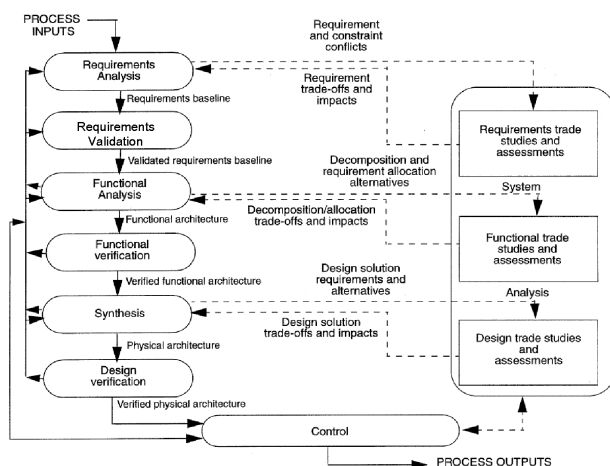 PROCESS
INPUTS
Requirements
Analysis
Requirements baseline
Requirements
Validation
Validated requirements baseline
Functional
Analysis
Functional architecture
Functional
verification
Verified functional architecture
Synthesis
Physical architecture
Design
verification
Verified physical architecture
Control
PROCESS OUTPUTS
Requirement
and constraint
conflicts
Requirement
trade-offs and
impacts
Decomposition and
requirement allocation
alternatives
Decomposition/allocation
trade-offs and impacts
Design solution
requirements and
alternatives
Design solution
trade-offs and impacts
Requirements trade
studies and
assessments
System
Functional trade
studies and
assessments
Analysis
Design trade studies
and
assessments